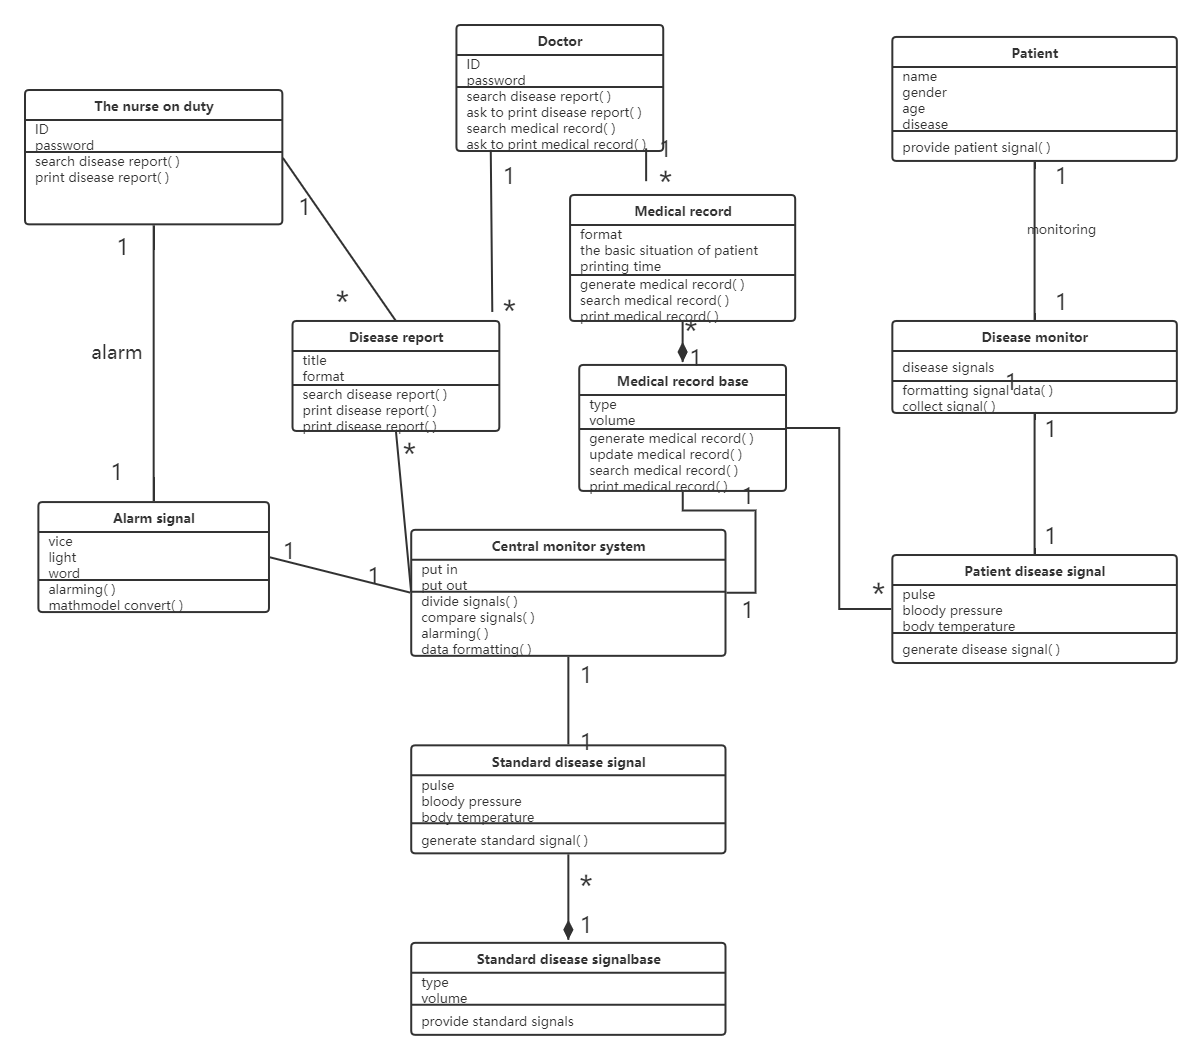 Doctor
ID
password
search disease report( )
ask to print disease report( )
search medical record( )
ask to print medical record( )
1
*
1
*
Patient
name
gender
age
disease
provide patient signal( )
1
monitoring
1
The nurse on duty
ID
password
search disease report( )
print disease report( )
1
*
1
alarm
1
Medical record
format
the basic situation of patient
printing time
generate medical record( )
search medical record( )
print medical record( )
*
1
Disease report
title
format
search disease report( )
print disease report( )
print disease report( )
*
Disease monitor
disease signals
1
formatting signal data( )
collect signal( )
1
1
Medical record base
type
volume
generate medical record( )
update medical record( )
search medical record( )
print medical record( )
1
1
*
Alarm signal
vice
light
word
alarming( )
mathmodel convert( )
1
1
Central monitor system
put in
put out
divide signals( )
compare signals( )
alarming( )
data formatting( )
1
1
Patient disease signal
pulse
bloody pressure
body temperature
generate disease signal( )
Standard disease signal
pulse
bloody pressure
body temperature
generate standard signal( )
*
1
Standard disease signalbase
type
volume
provide standard signals